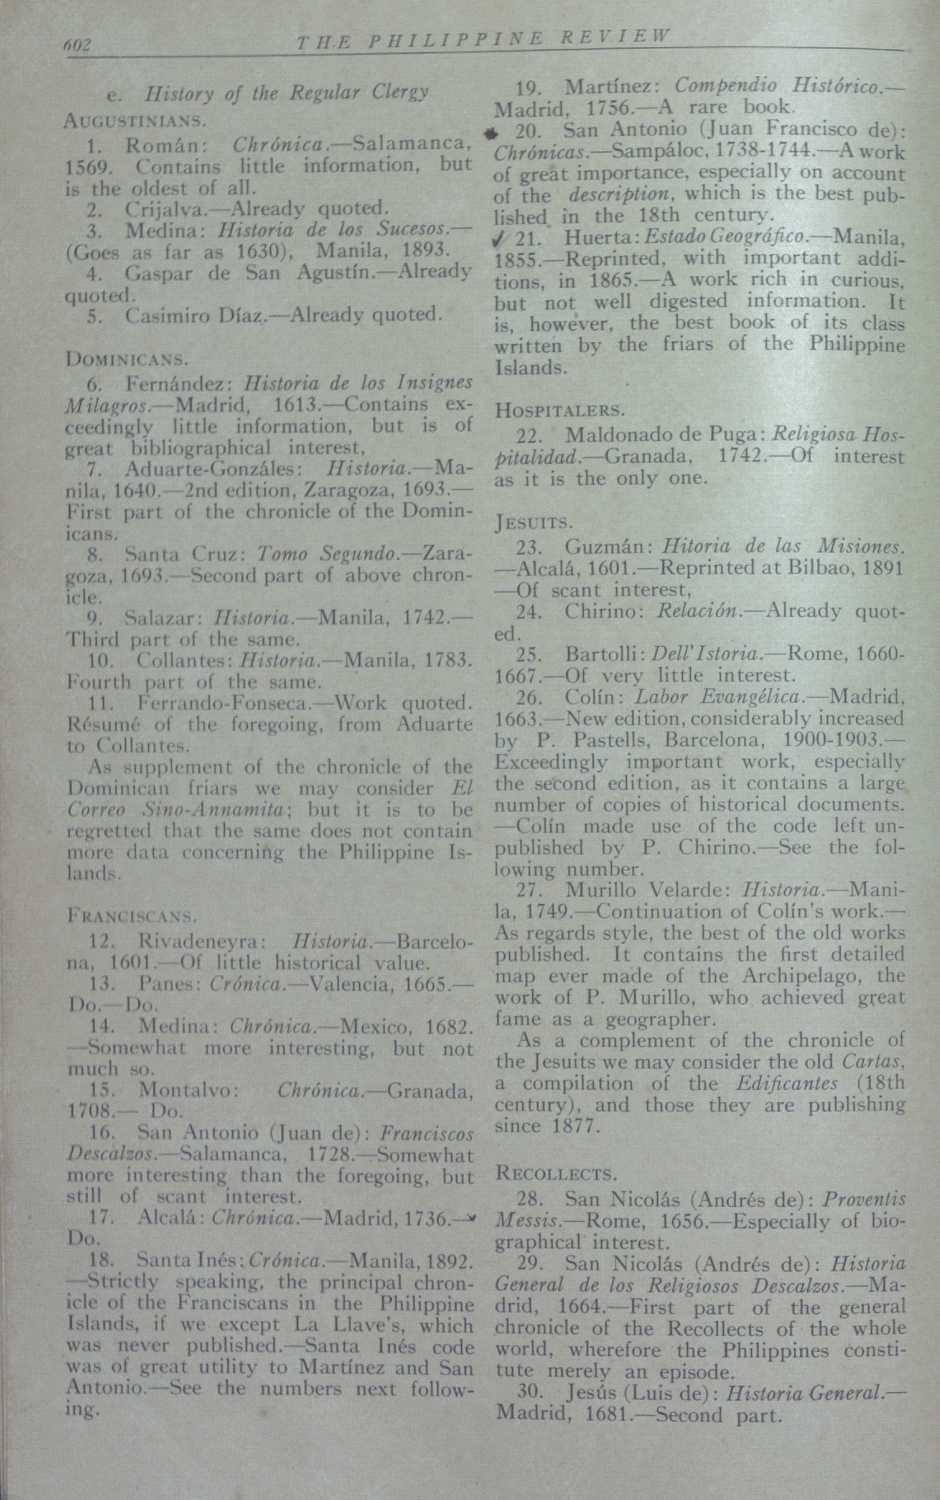 602
THE PHILIPPINE REVIEW
e. History of the Regular Clergy
AUGUSTINIANS.
1. Román: Chrónica.—Salamanca,
1569. Contains little information, but
is the oldest of all.
2. Crijalva.—Already quoted.
3. Medina: Historia de los Sucesos.—
(Goes as far as 1630), Manila, 1893.
4. Gaspar de San Agustín.—Already
quoted.
5. Casimiro Díaz.—Already quoted.
DOMINICANS.
6. Fernández: Historia de los Insignes
Milagros.—Madrid, 1613.—Contains ex-
ceedingly little information, but is of
great bibliographical interest,
7. Aduarte-Gonzáles: Historia.—Ma-
nila, 1640.—2nd edition, Zaragoza, 1693.—
First part of the chronicle of the Domin-
icans.
8. Santa Cruz: Tomo Segundo.—Zara-
goza, 1693.—Second part of above chron-
icle.
9. Salazar: Historia.—Manila, 1742.—
Third part of the same.
10. Collantes: Historia.—Manila, 1783.
Fourth part of the same.
11. Ferrando-Fonseca.—Work quoted.
Résumé of the foregoing, from Aduarte
to Collantes.
As supplement of the chronicle of the
Dominican friars we may consider El
Correo Sino-Annamita; but it is to be
regretted that the same does not contain
more data concerning the Philippine Is-
lands.
FRANCISCANS.
12. Rivadeneyra: Historia.—Barcelo-
na, 1601.—Of little historical value.
13. Panes: Crónica.—Valencia, 1665.—
Do.—Do.
14. Medina: Chrónica.—Mexico, 1682.
—Somewhat more interesting, but not
much so.
15. Montalvo: Chrónica.—Granada,
1708.— Do.
16. San Antonio (Juan de): Franciscos
Descalzos.—Salamanca, 1728.—Somewhat
more interesting than the foregoing, but
still of scant interest.
17. Alcalá: Chrónica.—Madrid, 1736.—
Do.
18. Santa Inés: Crónica.—Manila, 1892.
—Strictly speaking, the principal chron-
icle of the Franciscans in the Philippine
Islands, if we except La Llave's, which
was never published.—Santa Inés code
was of great utility to Martínez and San
Antonio.—See the numbers next follow-
ing.
19. Martínez: Compendio Histórico.—
Madrid, 1756.—A rare book.
20. San Antonio (Juan Francisco de):
Chrónicas.—Sampáloc, 1738-1744.—A work
of great importance, especially on account
of the description, which is the best pub-
lished in the 18th century.
✓ 21. Huerta: Estado Geográfico.—Manila,
1855.—Reprinted, with important addi-
tions, in 1865.—A work rich in curious,
but not well digested information. It
is, however, the best book of its class
written by the friars of the Philippine
Islands.
HOSPITALERS.
22. Maldonado de Puga: Religiosa Hos-
pitalidad.—Granada, 1742.—Of interest
as it is the only one.
JESUITS.
23. Guzmán: Hitoria de las Misiones.
—Alcalá, 1601.—Reprinted at Bilbao, 1891
—Of scant interest,
24. Chirino: Relación.—Already quot-
ed.
25. Bartolli: Dell' Istoria.—Rome, 1660-
1667.—Of very little interest.
26. Colín: Labor Evangélica.—Madrid,
1663.—New edition, considerably increased
by P. Pastells, Barcelona, 1900-1903.—
Exceedingly important work, especially
the second edition, as it contains a large
number of copies of historical documents.
—Colín made use of the code left un-
published by P. Chirino.—See the fol-
lowing number.
27. Murillo Velarde: Historia.—Mani-
la, 1749.—Continuation of Colín's work.—
As regards style, the best of the old works
published. It contains the first detailed
map ever made of the Archipelago, the
work of P. Murillo, who achieved great
fame as a geographer.
As a complement of the chronicle of
the Jesuits we may consider the old Cartas,
a compilation of the Edificantes (18th
century), and those they are publishing
since 1877.
RECOLLECTS.
28. San Nicolás (Andrés de): Proventis
Messis.—Rome, 1656.—Especially of bio-
graphical interest.
29. San Nicolás (Andrés de): Historia
General de los Religiosos Descalzos.—Ma-
drid, 1664.—First part of the general
chronicle of the Recollects of the whole
world, wherefore the Philippines consti-
tute merely an episode.
30. Jesús (Luis de): Historia General.—
Madrid, 1681.—Second part.